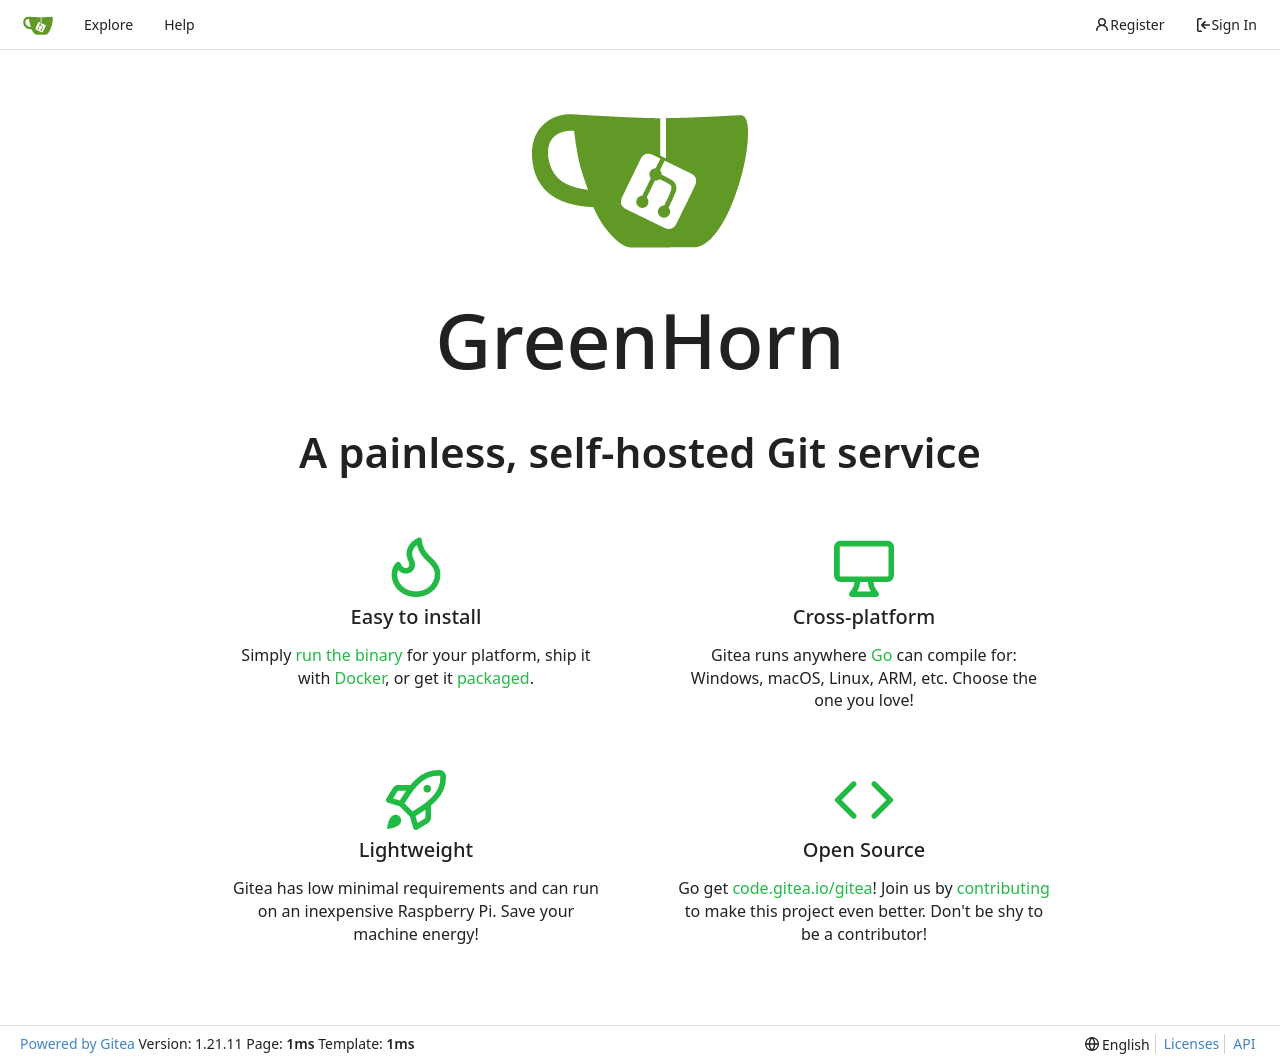 Explore Help Register Sign In
GreenHorn
A painless, self-hosted Git service
Easy to install
Simply run the binary for your platform, ship it
with Docker, or get it packaged.
Cross-platform
Gitea runs anywhere Go can compile for:
Windows, macOS, Linux, ARM, etc. Choose the
one you love!
Lightweight
Gitea has low minimal requirements and can run
on an inexpensive Raspberry Pi. Save your
machine energy!
Open Source
Go get code.gitea.io/gitea! Join us by contributing
to make this project even better. Don't be shy to
be a contributor!
Powered by Gitea Version: 1.21.11 Page: 1ms Template: 1ms English Licenses API